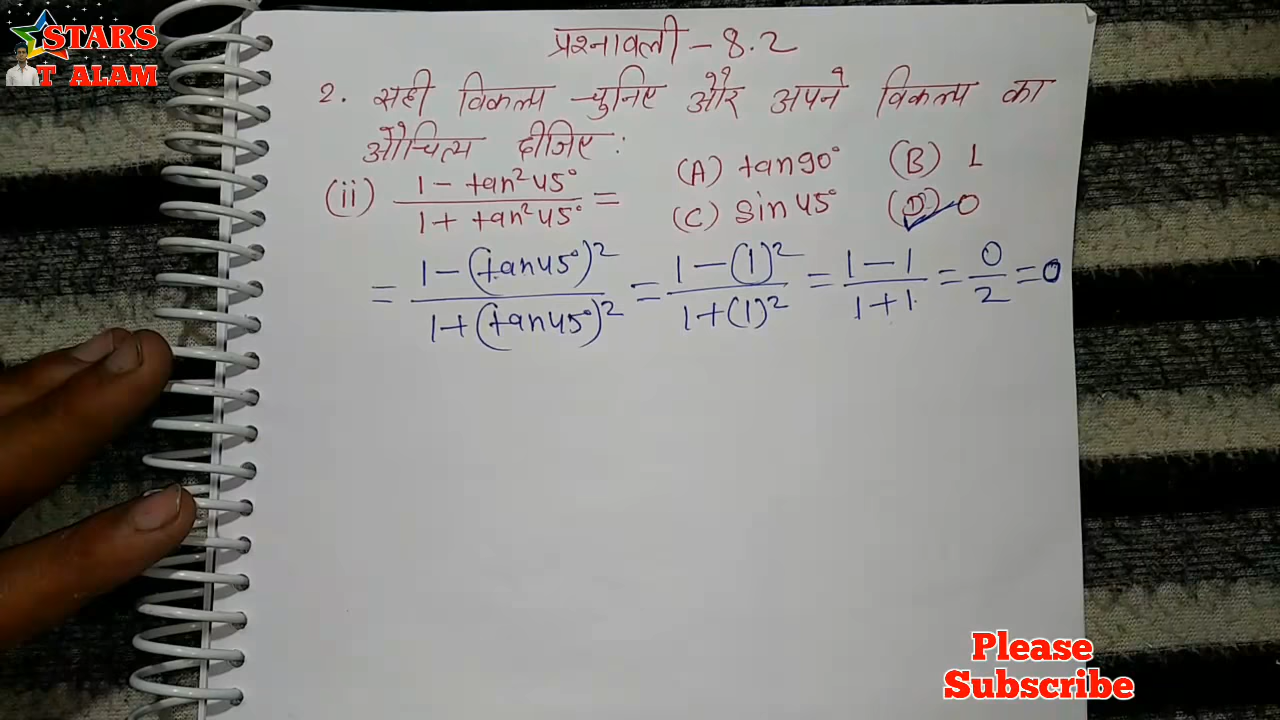 STARS
T ALAM
प्रश्नावली - 8.2
2. सही विकल्प चुनिए और अपने विकल्प का
औचित्य दीजिए :
(ii) 1 - tan²45° / 1 + tan²45° = (A) tan90° (B) 1
(C) sin45° (D) 0
= 1 - (tan45°)² / 1 + (tan45°)² = 1 - (1)² / 1 + (1)² = 1 - 1 / 1 + 1 = 0 / 2 = 0
Please
Subscribe